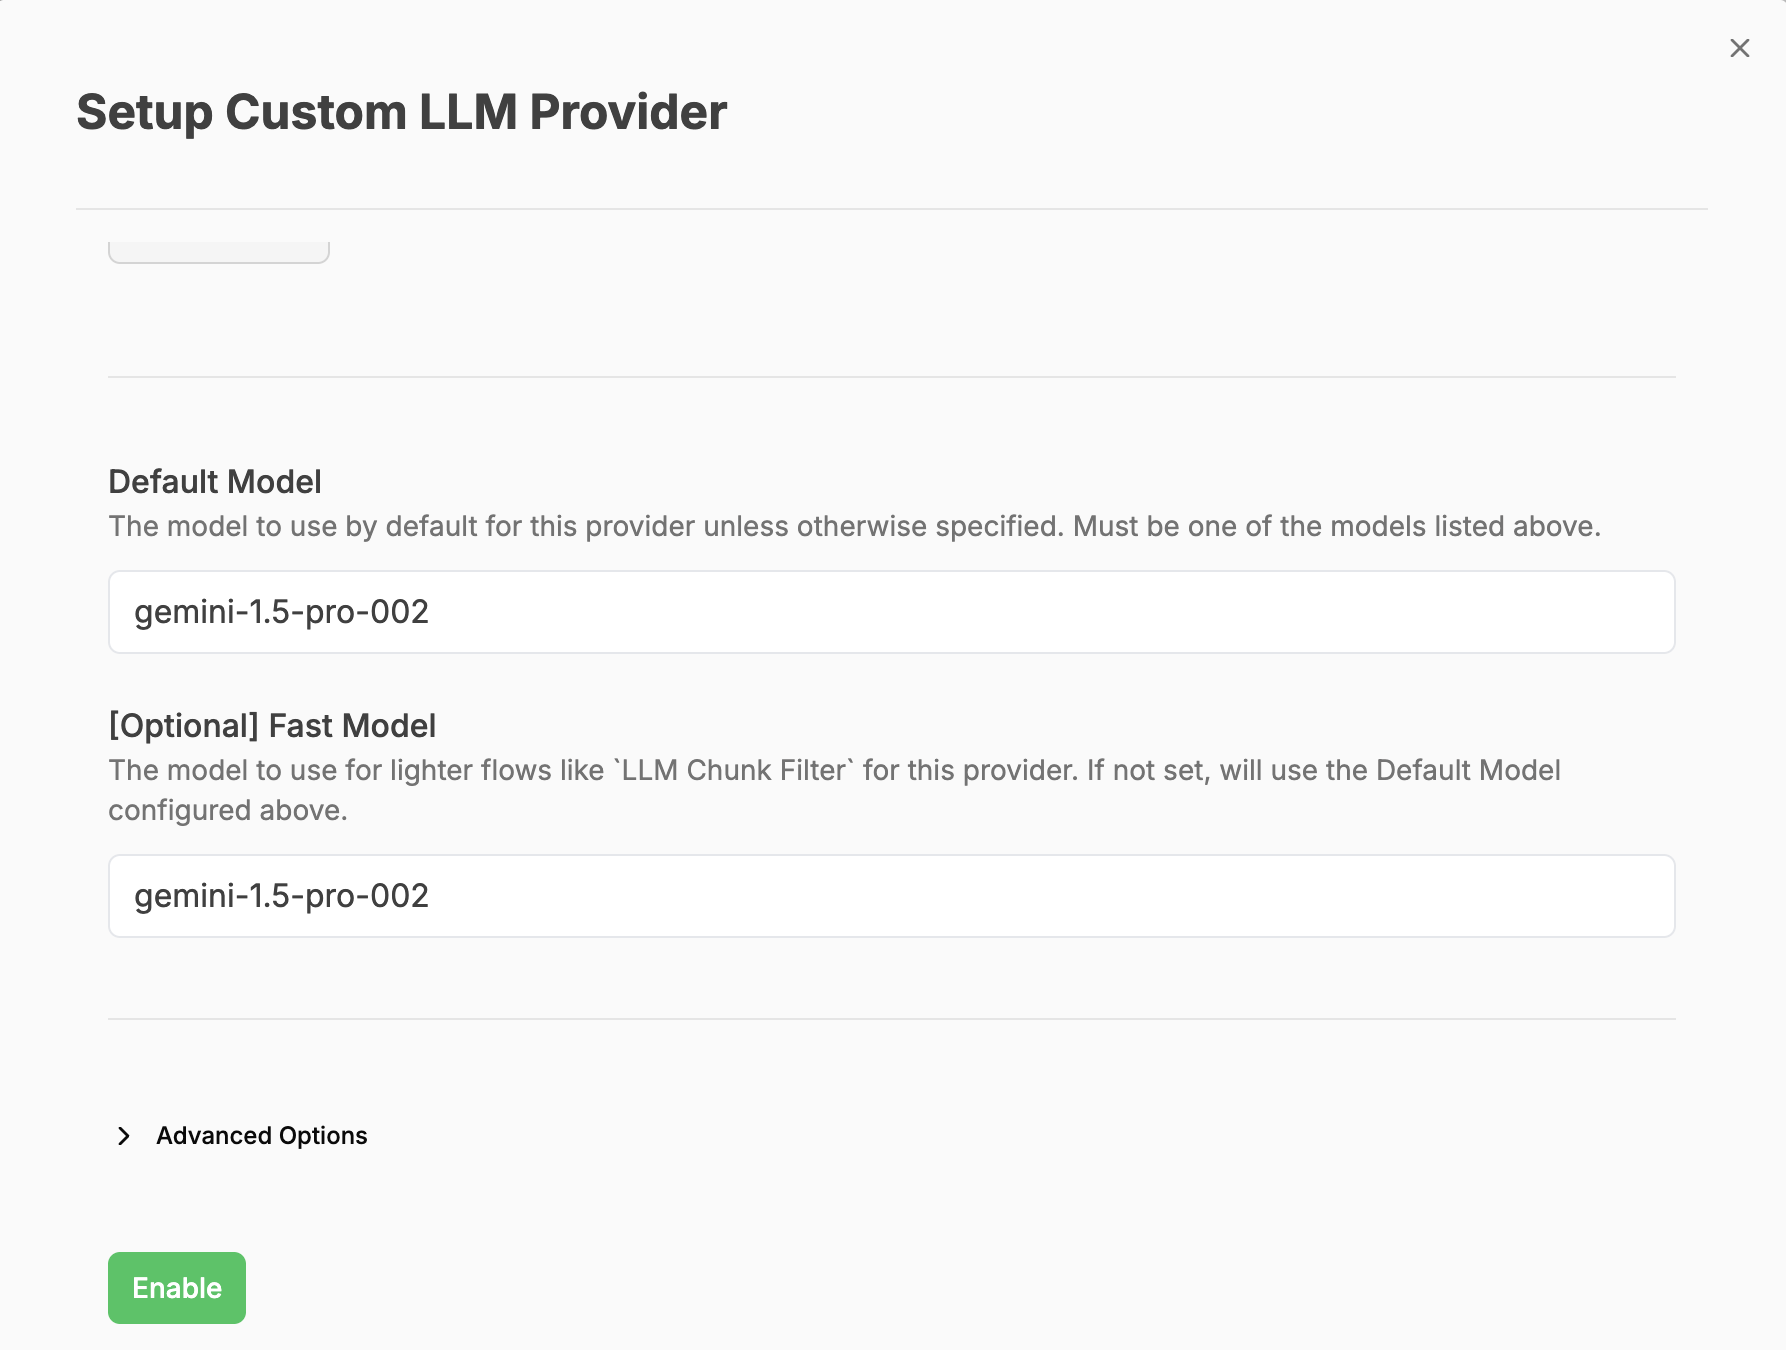 Setup Custom LLM Provider
Default Model
The model to use by default for this provider unless otherwise specified. Must be one of the models listed above.
gemini-1.5-pro-002
[Optional] Fast Model
The model to use for lighter flows like `LLM Chunk Filter` for this provider. If not set, will use the Default Model
configured above.
gemini-1.5-pro-002
Advanced Options
Enable